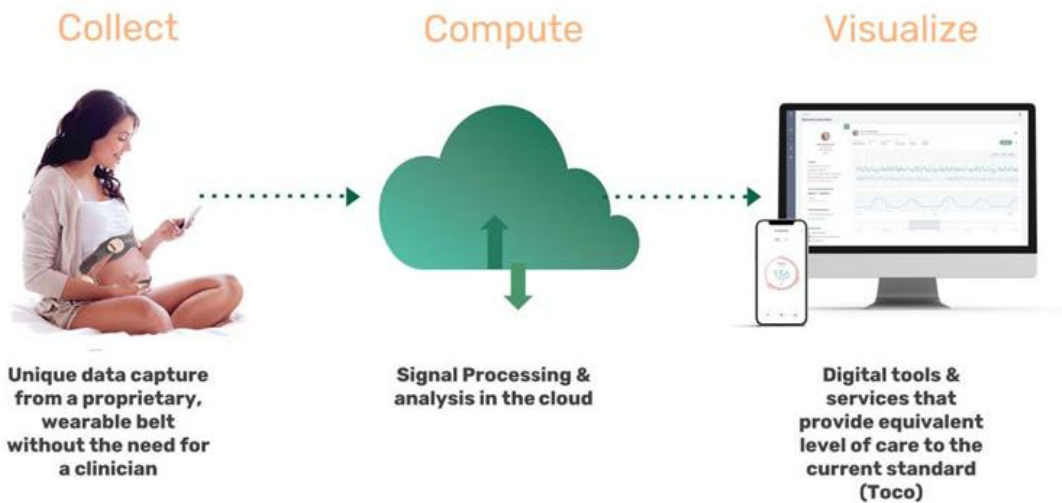 Collect
Compute
Visualize
Unique data capture
from a proprietary,
wearable belt
without the need for
a clinician
Signal Processing &
analysis in the cloud
Digital tools &
services that
provide equivalent
level of care to the
current standard
(Toco)